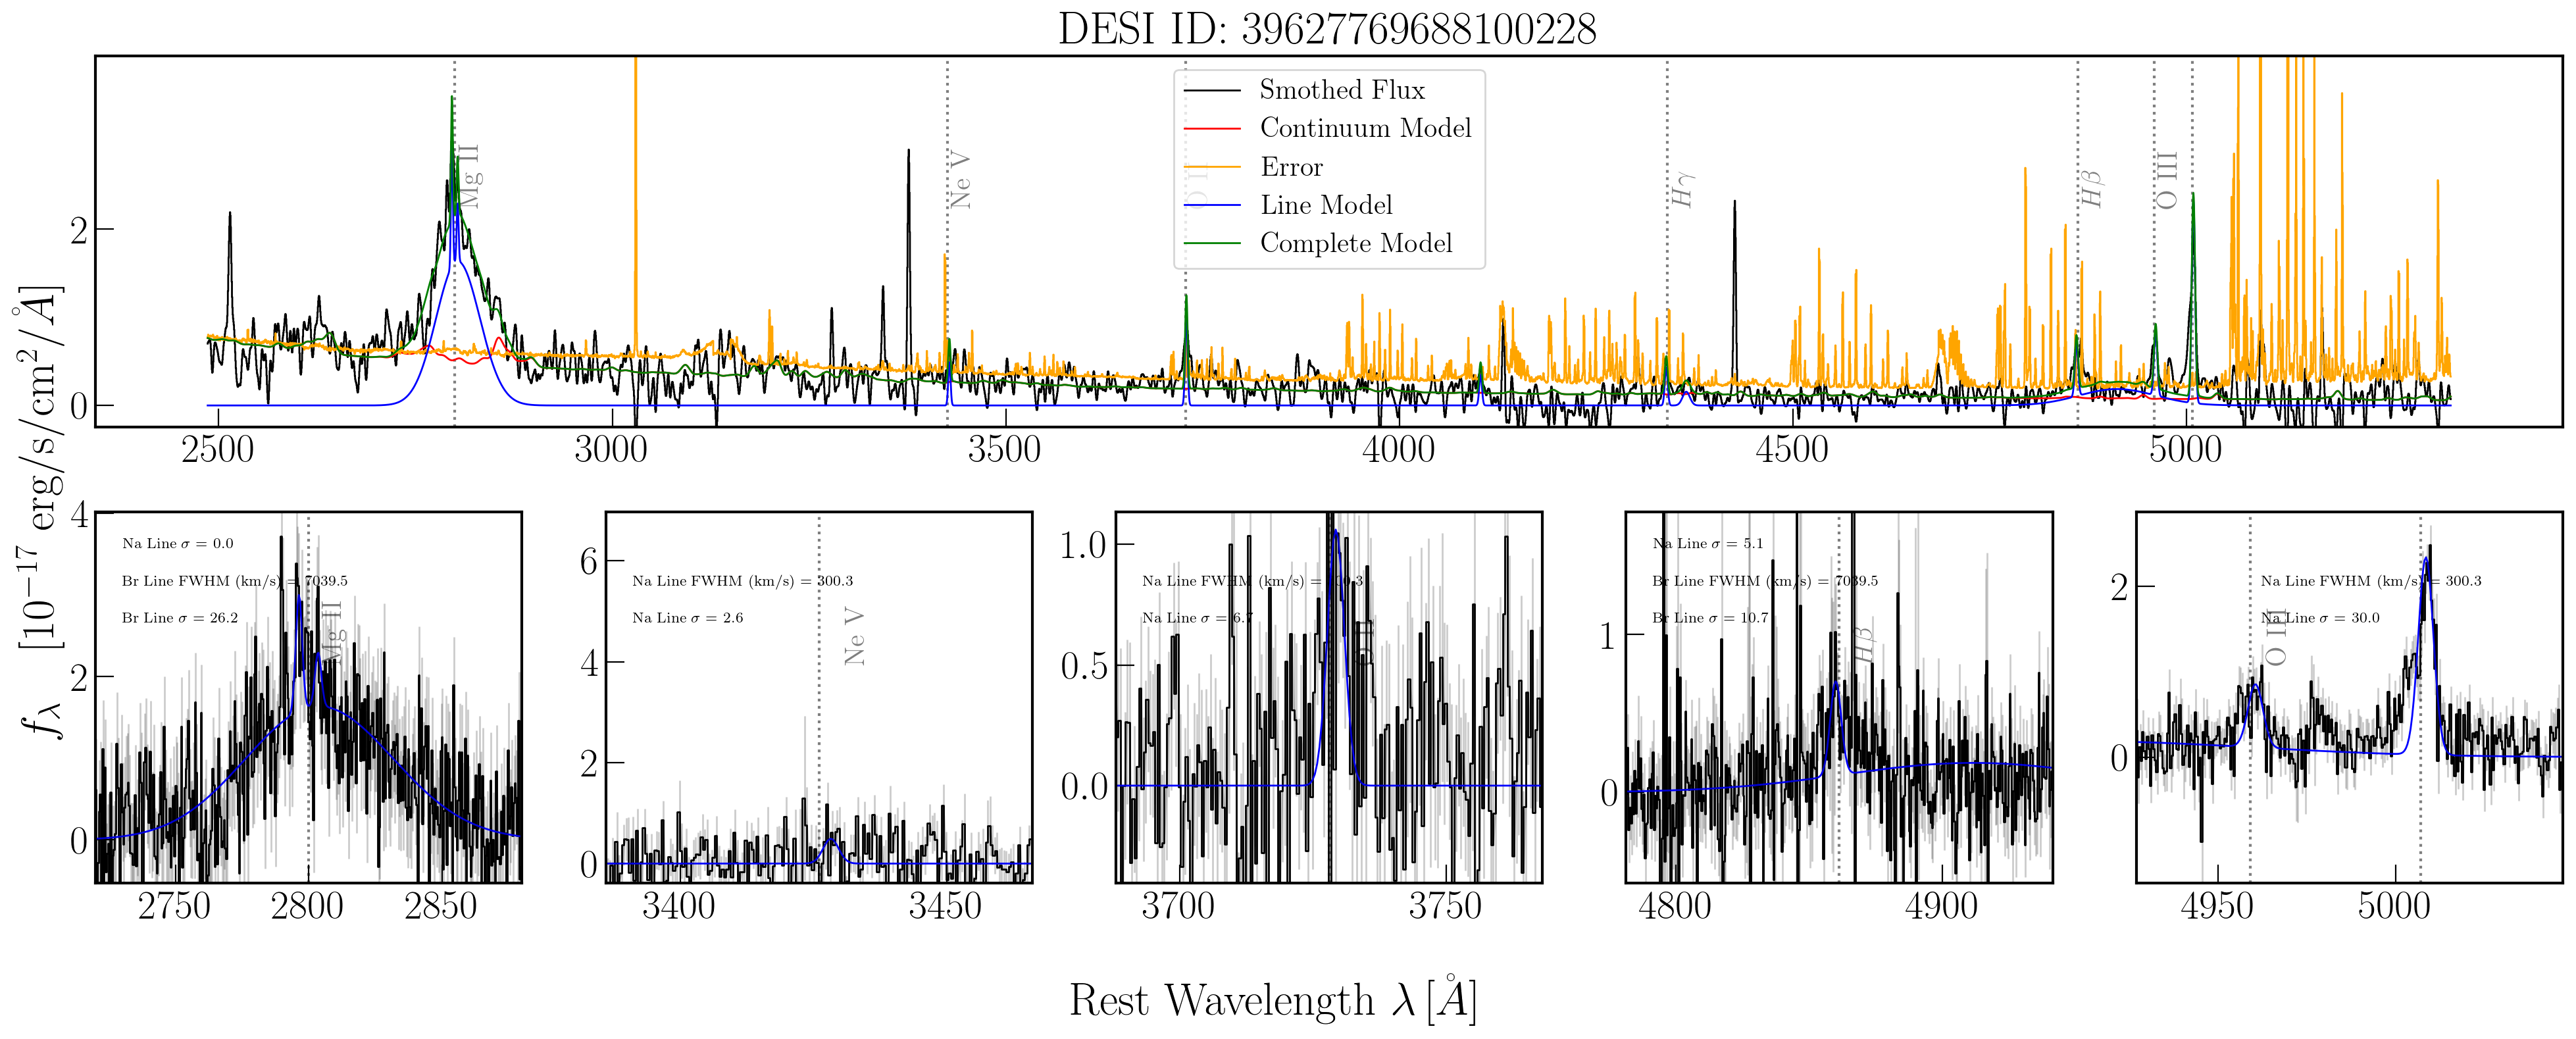 DESI ID: 39627769688100228
Smothed Flux
Continuum Model
Error
Line Model
Complete Model
Mg II
Ne V
Hγ
Hβ
O III
2
0
2500 3000 3500 4000 4500 5000
f_λ [10^{-17} erg/s/cm^2/Å]
4
2
0
Na Line σ = 0.0
Br Line FWHM (km/s) = 7039.5
Br Line σ = 26.2
Mg II
2750 2800 2850
6
4
2
0
Na Line FWHM (km/s) = 300.3
Na Line σ = 2.6
Ne V
3400 3450
1.0
0.5
0.0
Na Line FWHM (km/s) = 300.3
Na Line σ = 6.7
3700 3750
1
0
Na Line σ = 5.1
Br Line FWHM (km/s) = 7039.5
Br Line σ = 10.7
Hβ
4800 4900
2
0
Na Line FWHM (km/s) = 300.3
Na Line σ = 30.0
O III
4950 5000
Rest Wavelength λ [Å]